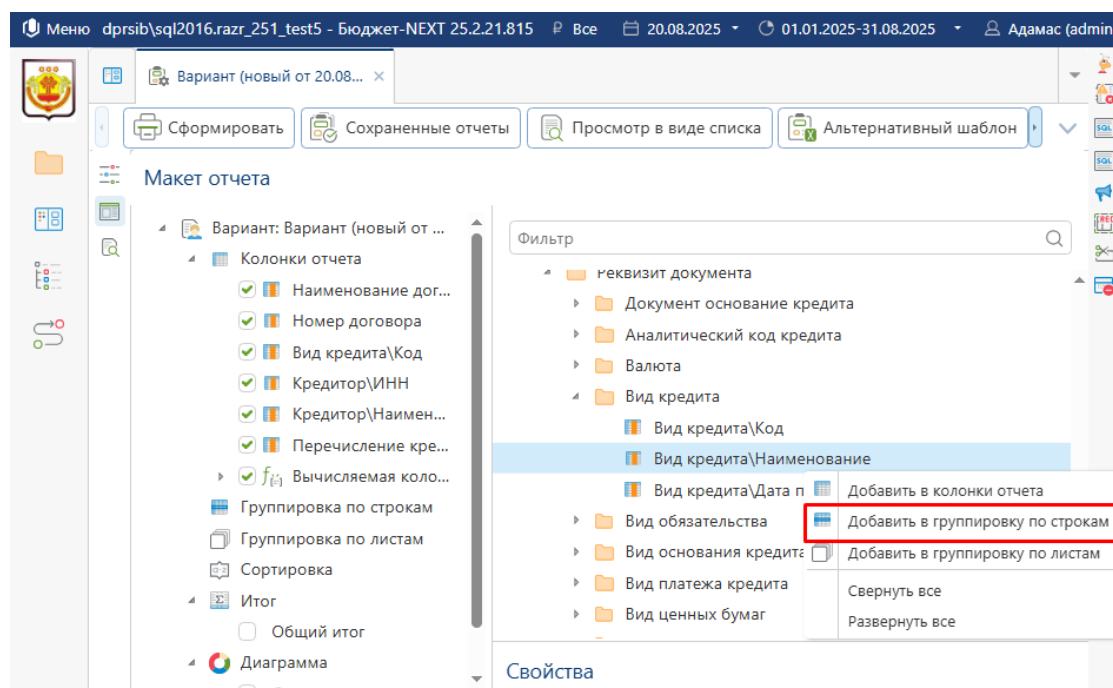 Меню dprsib\sql2016.razr_251_test5 - Бюджет-NEXT 25.2.21.815 ₽ Все 20.08.2025 01.01.2025-31.08.2025 Адамас (admin
Вариант (новый от 20.08... ×
Сформировать Сохраненные отчеты Просмотр в виде списка Альтернативный шаблон
Макет отчета
Вариант: Вариант (новый от ...
Колонки отчета
Наименование дог...
Номер договора
Вид кредита\Код
Кредитор\ИНН
Кредитор\Наимен...
Перечисление кре...
Вычисляемая коло...
Группировка по строкам
Группировка по листам
Сортировка
Итог
Общий итог
Диаграмма
Фильтр
Реквизит документа
Документ основание кредита
Аналитический код кредита
Валюта
Вид кредита
Вид кредита\Код
Вид кредита\Наименование
Вид кредита\Дата п
Вид обязательства
Вид основания кредита
Вид платежа кредита
Вид ценных бумаг
Добавить в колонки отчета
Добавить в группировку по строкам
Добавить в группировку по листам
Свернуть все
Развернуть все
Свойства
SQL
SQL